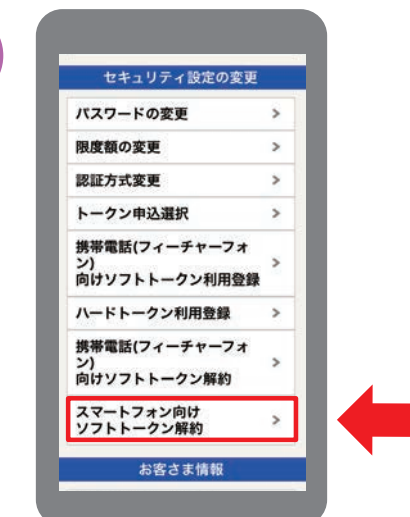 セキュリティ設定の変更
パスワードの変更
限度額の変更
認証方式変更
トークン申込選択
携帯電話(フィーチャーフォ
ン)
向けソフトトークン利用登録
ハードトークン利用登録
携帯電話(フィーチャーフォ
ン)
向けソフトトークン解約
スマートフォン向け
ソフトトークン解約
お客さま情報